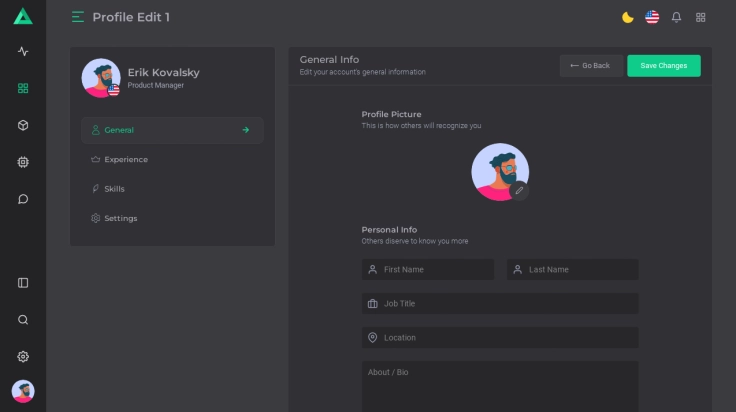 Profile Edit 1
Erik Kovalsky
Product Manager
General
Experience
Skills
Settings
General Info
Edit your account's general information
Go Back
Save Changes
Profile Picture
This is how others will recognize you
Personal Info
Others diserve to know you more
First Name
Last Name
Job Title
Location
About / Bio